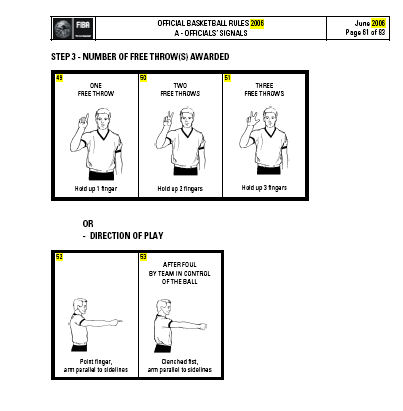 FIBA
OFFICIAL BASKETBALL RULES 2006
A - OFFICIALS' SIGNALS
June 2006
Page 61 of 83
STEP 3 - NUMBER OF FREE THROW(S) AWARDED
49
ONE
FREE THROW
Hold up 1 finger
50
TWO
FREE THROWS
Hold up 2 fingers
51
THREE
FREE THROWS
Hold up 3 fingers
OR
- DIRECTION OF PLAY
52
Point finger,
arm parallel to sidelines
53
AFTER FOUL
BY TEAM IN CONTROL
OF THE BALL
Clenched fist,
arm parallel to sidelines